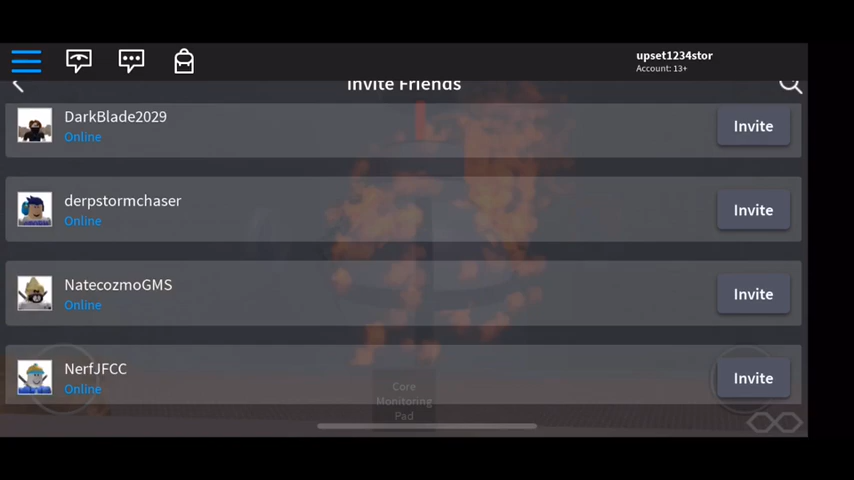 upset1234stor
Account: 13+
Invite Friends
DarkBlade2029
Online
Invite
derpstormchaser
Online
Invite
NatecozmoGMS
Online
Invite
NerfJFCC
Online
Invite
Core
Monitoring
Pad